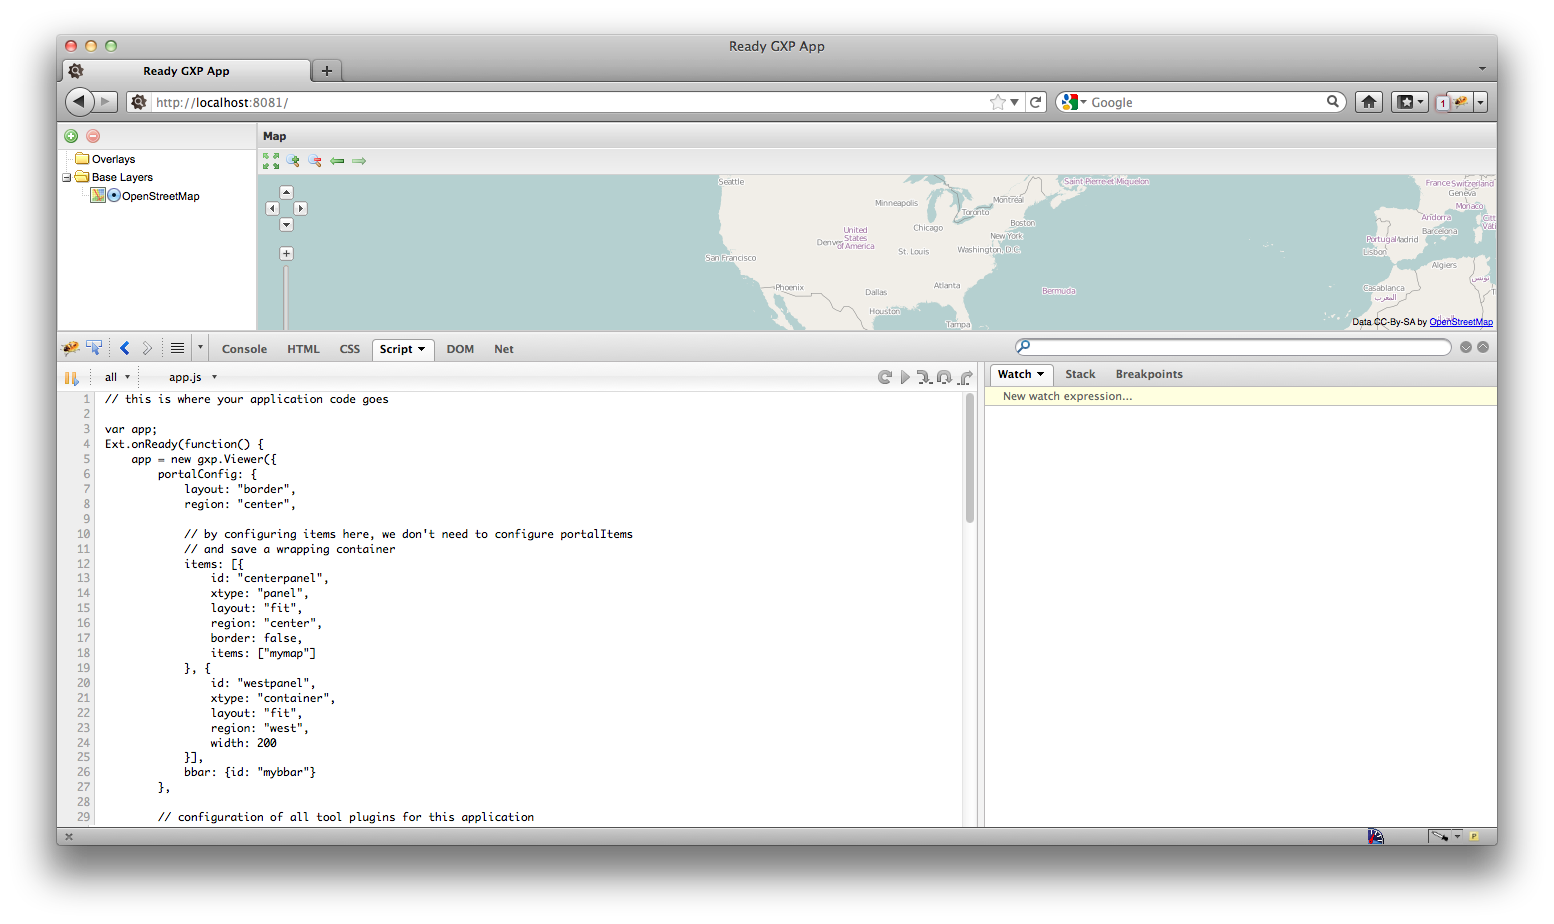 Ready GXP App
Ready GXP App
http://localhost:8081/
Google
1
Map
Overlays
Base Layers
OpenStreetMap
Seattle
Minneapolis
Toronto
Montréal
Saint-Pierre et Miquelon
Boston
Chicago
New York
United States of America
Denver
St. Louis
Washington, D.C.
San Francisco
Phoenix
Dallas
Atlanta
Houston
Tampa
Bermuda
France
Switzerland
Geneva
Monaco
Andorra
Barcelona
Portugal
Madrid
Lisbon
Algiers
تونس
Casablanca
المغرب
Data CC-By-SA by OpenStreetMap
Console HTML CSS Script DOM Net
all app.js
Watch Stack Breakpoints
New watch expression...
1 // this is where your application code goes
2
3 var app;
4 Ext.onReady(function() {
5 app = new gxp.Viewer({
6 portalConfig: {
7 layout: "border",
8 region: "center",
9
10 // by configuring items here, we don't need to configure portalItems
11 // and save a wrapping container
12 items: [{
13 id: "centerpanel",
14 xtype: "panel",
15 layout: "fit",
16 region: "center",
17 border: false,
18 items: ["mymap"]
19 }, {
20 id: "westpanel",
21 xtype: "container",
22 layout: "fit",
23 region: "west",
24 width: 200
25 }],
26 bbar: {id: "mybbar"}
27 },
28
29 // configuration of all tool plugins for this application
P